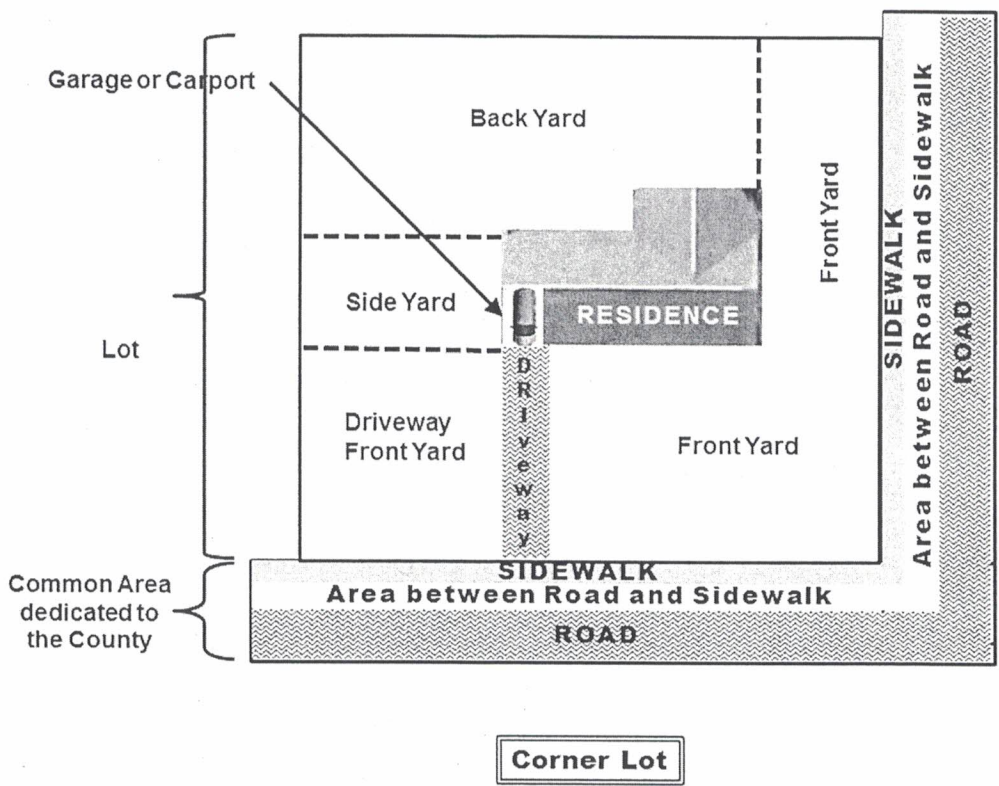 Garage or Carport
Back Yard
Front Yard
SIDEWALK
Area between Road and Sidewalk
ROAD
Side Yard
RESIDENCE
Lot
DRIveway
Driveway
Front Yard
Front Yard
SIDEWALK
Area between Road and Sidewalk
ROAD
Common Area
dedicated to
the County
Corner Lot